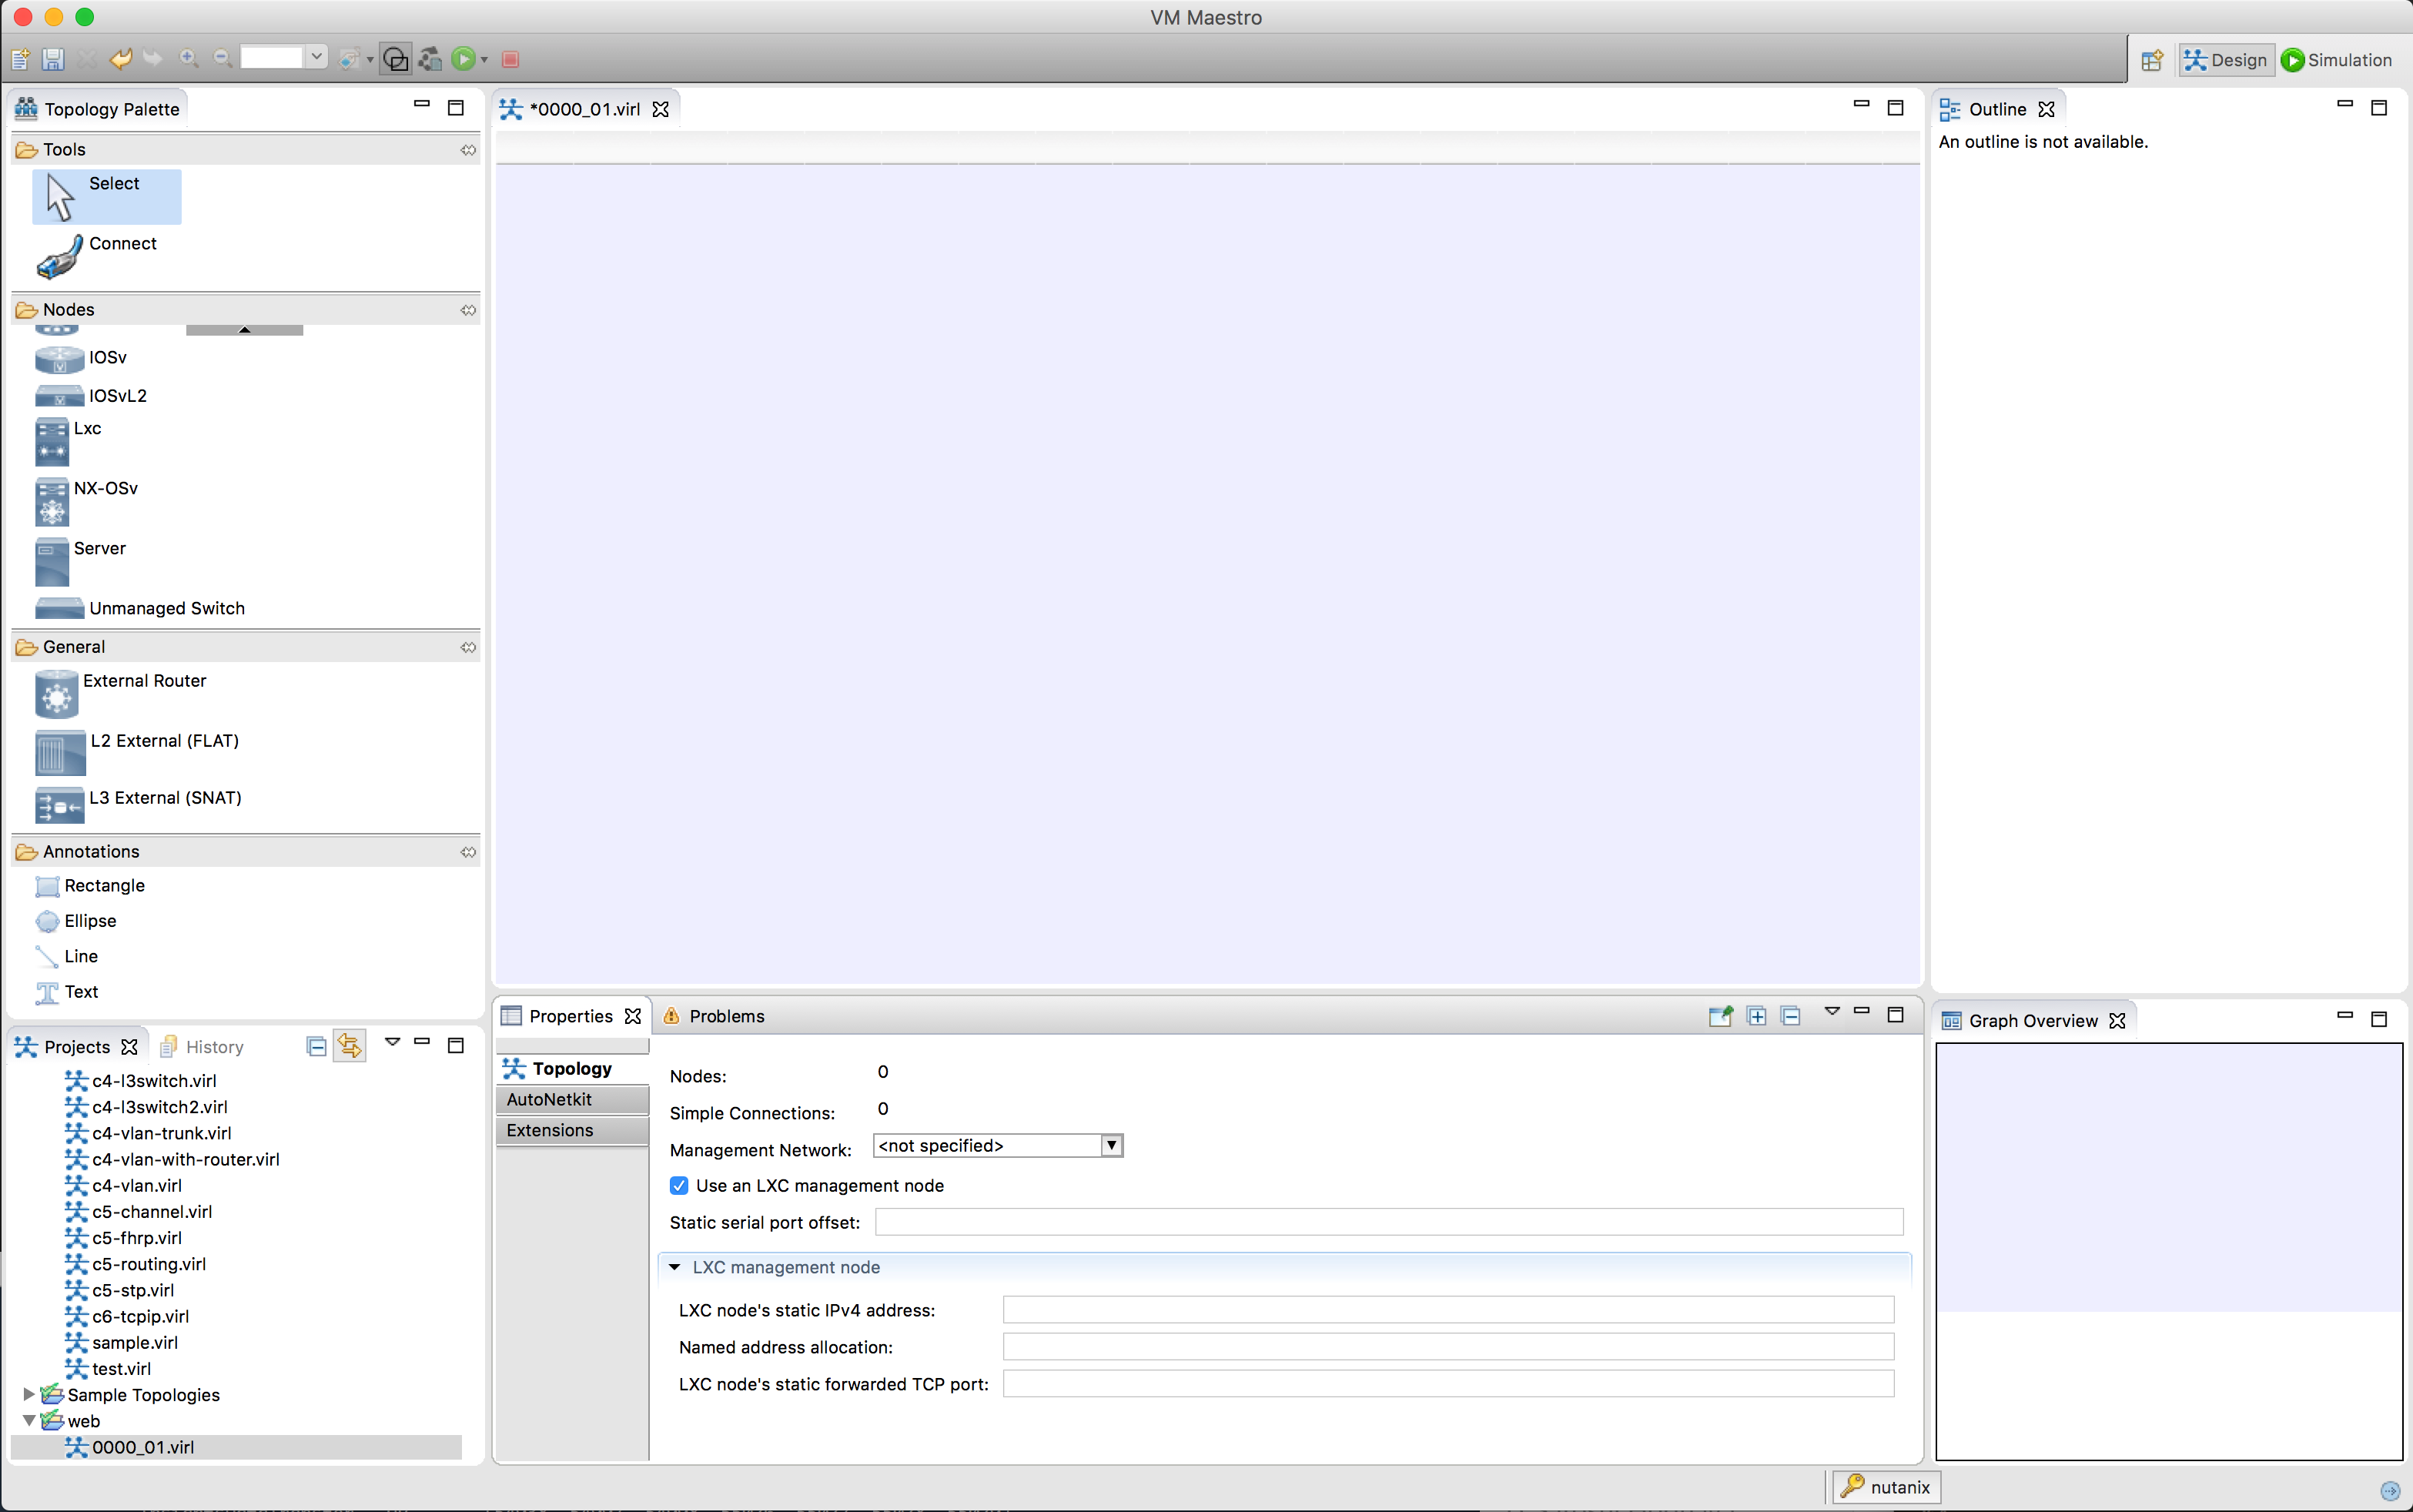 VM Maestro
Design
Simulation
Topology Palette
Tools
Select
Connect
Nodes
IOSv
IOSvL2
Lxc
NX-OSv
Server
Unmanaged Switch
General
External Router
L2 External (FLAT)
L3 External (SNAT)
Annotations
Rectangle
Ellipse
Line
Text
Projects
History
c4-l3switch.virl
c4-l3switch2.virl
c4-vlan-trunk.virl
c4-vlan-with-router.virl
c4-vlan.virl
c5-channel.virl
c5-fhrp.virl
c5-routing.virl
c5-stp.virl
c6-tcpip.virl
sample.virl
test.virl
Sample Topologies
web
0000_01.virl
*0000_01.virl
Properties
Problems
Topology
AutoNetkit
Extensions
Nodes: 0
Simple Connections: 0
Management Network: <not specified>
Use an LXC management node
Static serial port offset:
LXC management node
LXC node's static IPv4 address:
Named address allocation:
LXC node's static forwarded TCP port:
Outline
An outline is not available.
Graph Overview
nutanix